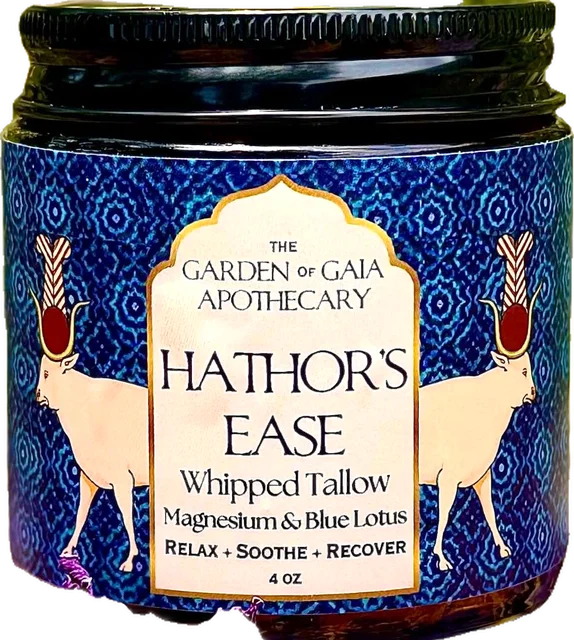 THE
GARDEN OF GAIA
APOTHECARY
HATHOR'S
EASE
Whipped Tallow
Magnesium & Blue Lotus
RELAX + SOOTHE + RECOVER
4 OZ